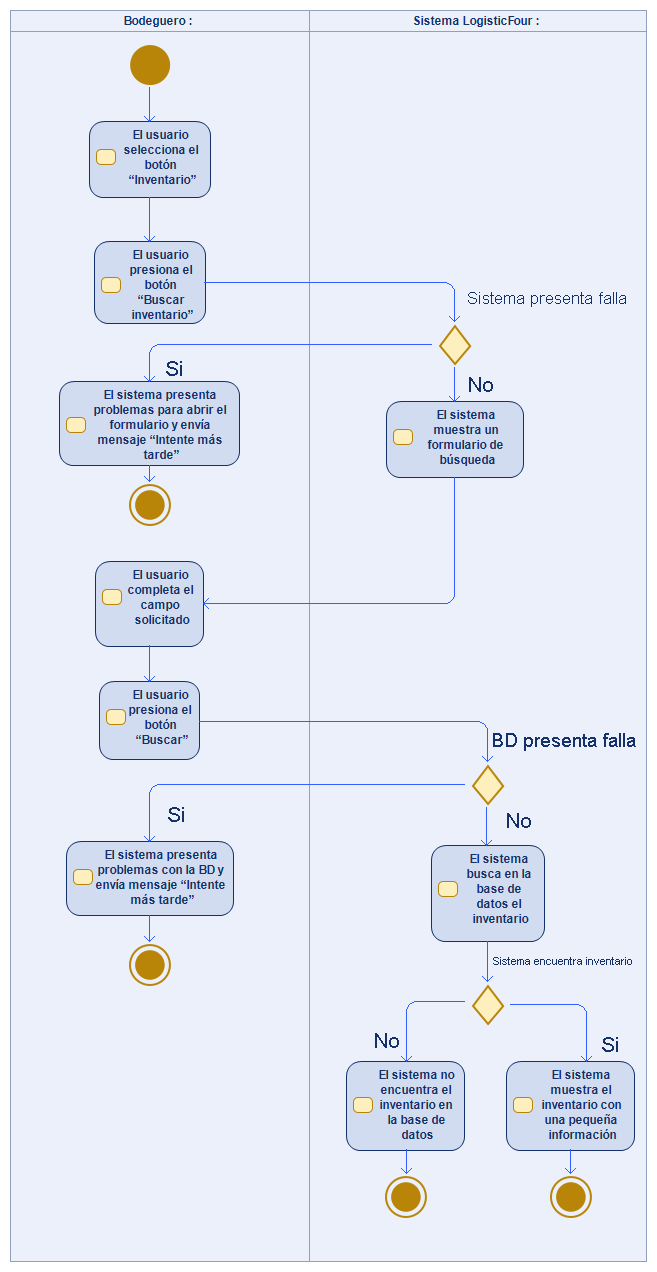 Bodeguero :
Sistema LogisticFour :
El usuario
selecciona el
botón
“Inventario”
El usuario
presiona el
botón
“Buscar
inventario”
Sistema presenta falla
Si
No
El sistema presenta
problemas para abrir el
formulario y envía
mensaje “Intente más
tarde”
El sistema
muestra un
formulario de
búsqueda
El usuario
completa el
campo
solicitado
El usuario
presiona el
botón
“Buscar”
BD presenta falla
Si
No
El sistema presenta
problemas con la BD y
envía mensaje “Intente
más tarde”
El sistema
busca en la
base de
datos el
inventario
Sistema encuentra inventario
No
Si
El sistema no
encuentra el
inventario en
la base de
datos
El sistema
muestra el
inventario con
una pequeña
información